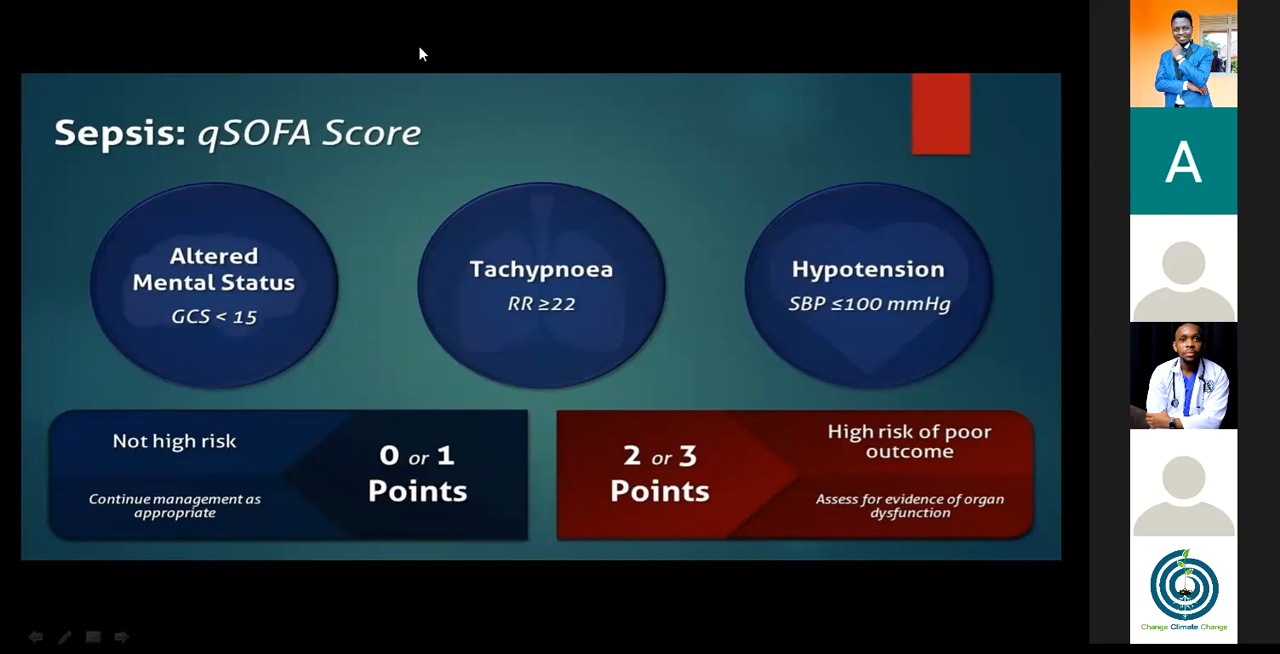 Sepsis: qSOFA Score
Altered
Mental Status
GCS < 15
Tachypnoea
RR ≥22
Hypotension
SBP ≤100 mmHg
Not high risk
Continue management as
appropriate
0 or 1
Points
2 or 3
Points
High risk of poor
outcome
Assess for evidence of organ
dysfunction
A
Change Climate Change